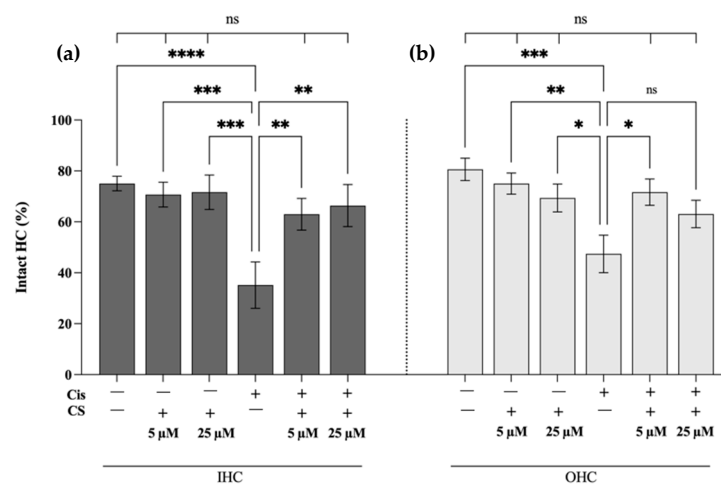 ns ns
(a) (b)
**** ***
*** ** ** ns
*** ** * *
100
80
60
40
20
0
Intact HC (%)
Cis — — — + + + — — — + + +
CS — + + — + + — + + — + +
5 µM 25 µM 5 µM 25 µM 5 µM 25 µM 5 µM 25 µM
IHC OHC